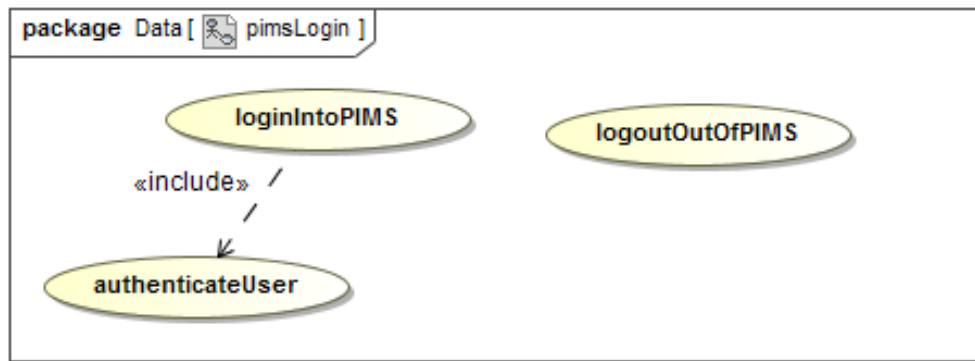 package Data [ pimsLogin ]
loginIntoPIMS
logoutOutOfPIMS
«include»
authenticateUser